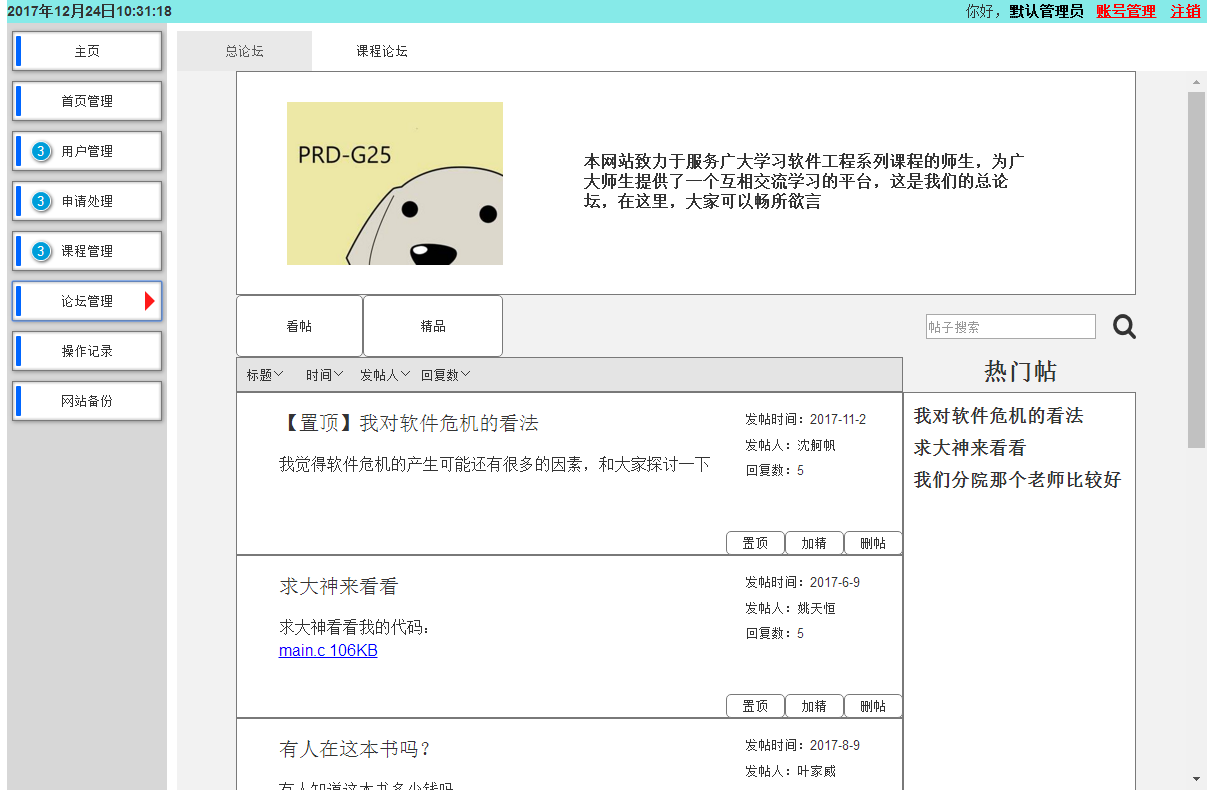 2017年12月24日10:31:18
你好，默认管理员 账号管理 注销
主页
首页管理
3 用户管理
3 申请处理
3 课程管理
论坛管理
操作记录
网站备份
总论坛 课程论坛
PRD-G25
本网站致力于服务广大学习软件工程系列课程的师生，为广
大师生提供了一个互相交流学习的平台，这是我们的总论
坛，在这里，大家可以畅所欲言
看帖 精品
帖子搜索
标题 时间 发帖人 回复数
【置顶】我对软件危机的看法
我觉得软件危机的产生可能还有很多的因素，和大家探讨一下
发帖时间：2017-11-2
发帖人：沈舸帆
回复数：5
置顶 加精 删帖
求大神来看看
求大神看看我的代码：
main.c 106KB
发帖时间：2017-6-9
发帖人：姚天恒
回复数：5
置顶 加精 删帖
有人在这本书吗？
有人知道这本书多少钱吗
发帖时间：2017-8-9
发帖人：叶家威
热门帖
我对软件危机的看法
求大神来看看
我们分院那个老师比较好